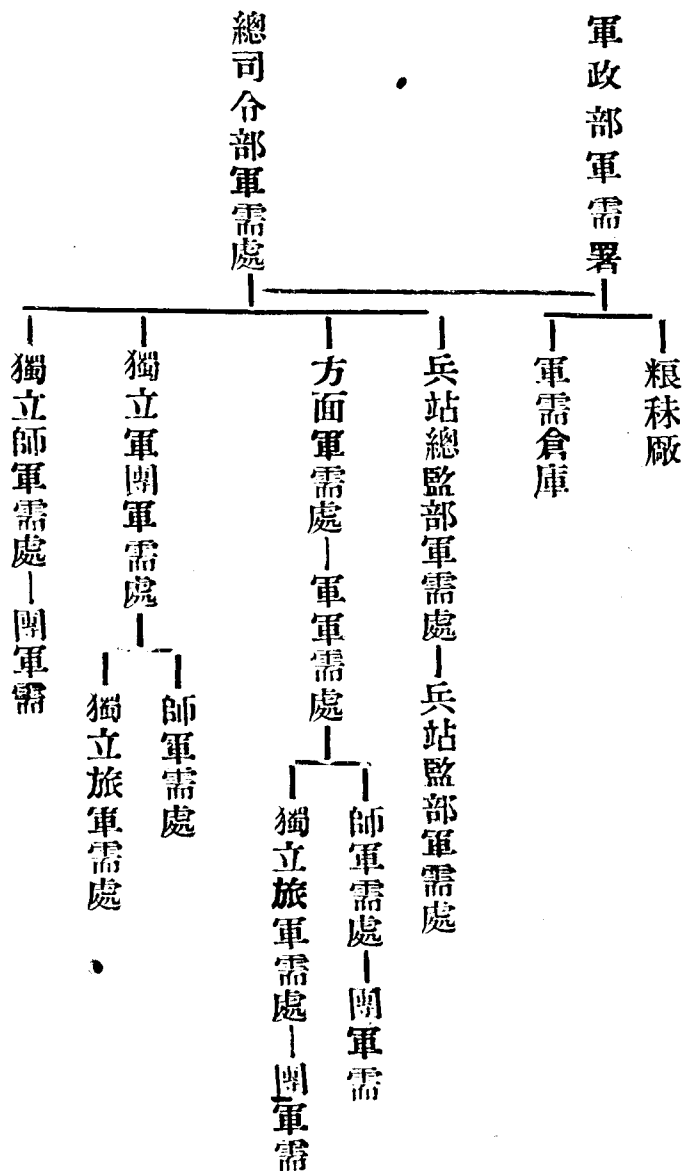 軍政部軍需署
糧秣廠
軍需倉庫
總司令部軍需處
兵站總監部軍需處—兵站監部軍需處
方面軍需處—軍軍需處
師軍需處—團軍需
獨立旅軍需處—團軍需
獨立軍團軍需處
師軍需處
獨立旅軍需處
獨立師軍需處—團軍需